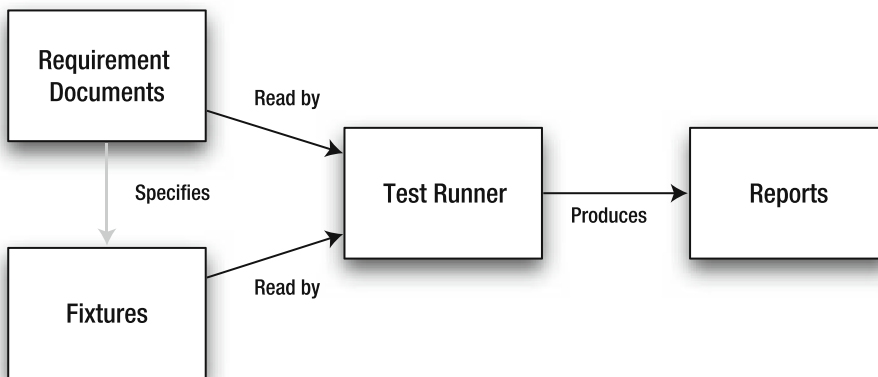 Requirement
Documents
Read by
Specifies
Test Runner
Produces
Reports
Read by
Fixtures